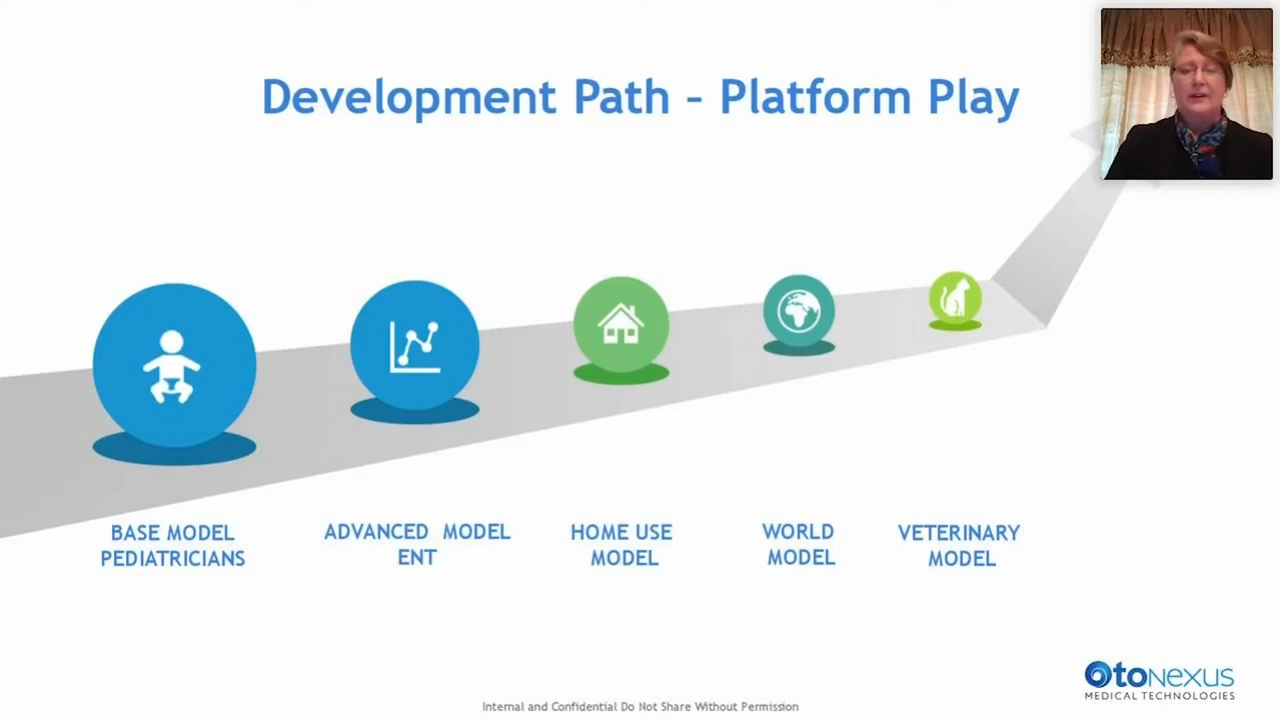 Development Path – Platform Play
BASE MODEL
PEDIATRICIANS
ADVANCED MODEL
ENT
HOME USE
MODEL
WORLD
MODEL
VETERINARY
MODEL
OtoNexus
MEDICAL TECHNOLOGIES
Internal and Confidential Do Not Share Without Permission